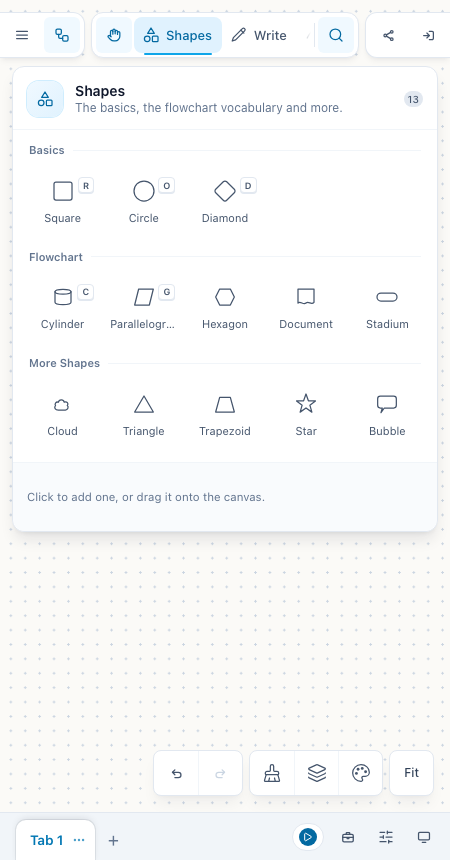 Shapes
Write
Shapes
The basics, the flowchart vocabulary and more.
13
Basics
R
O
D
Square
Circle
Diamond
Flowchart
C
G
Cylinder
Parallelogr...
Hexagon
Document
Stadium
More Shapes
Cloud
Triangle
Trapezoid
Star
Bubble
Click to add one, or drag it onto the canvas.
Fit
Tab 1